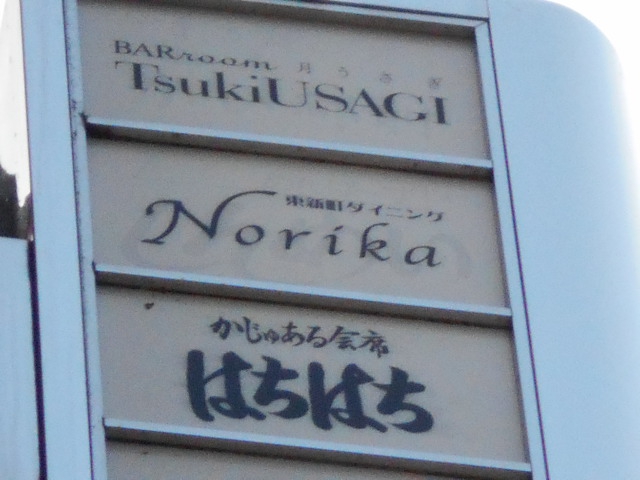 BARroom 月うさぎ
TsukiUSAGI
東新町ダイニング
Norika
かじゅある会席
はちはち